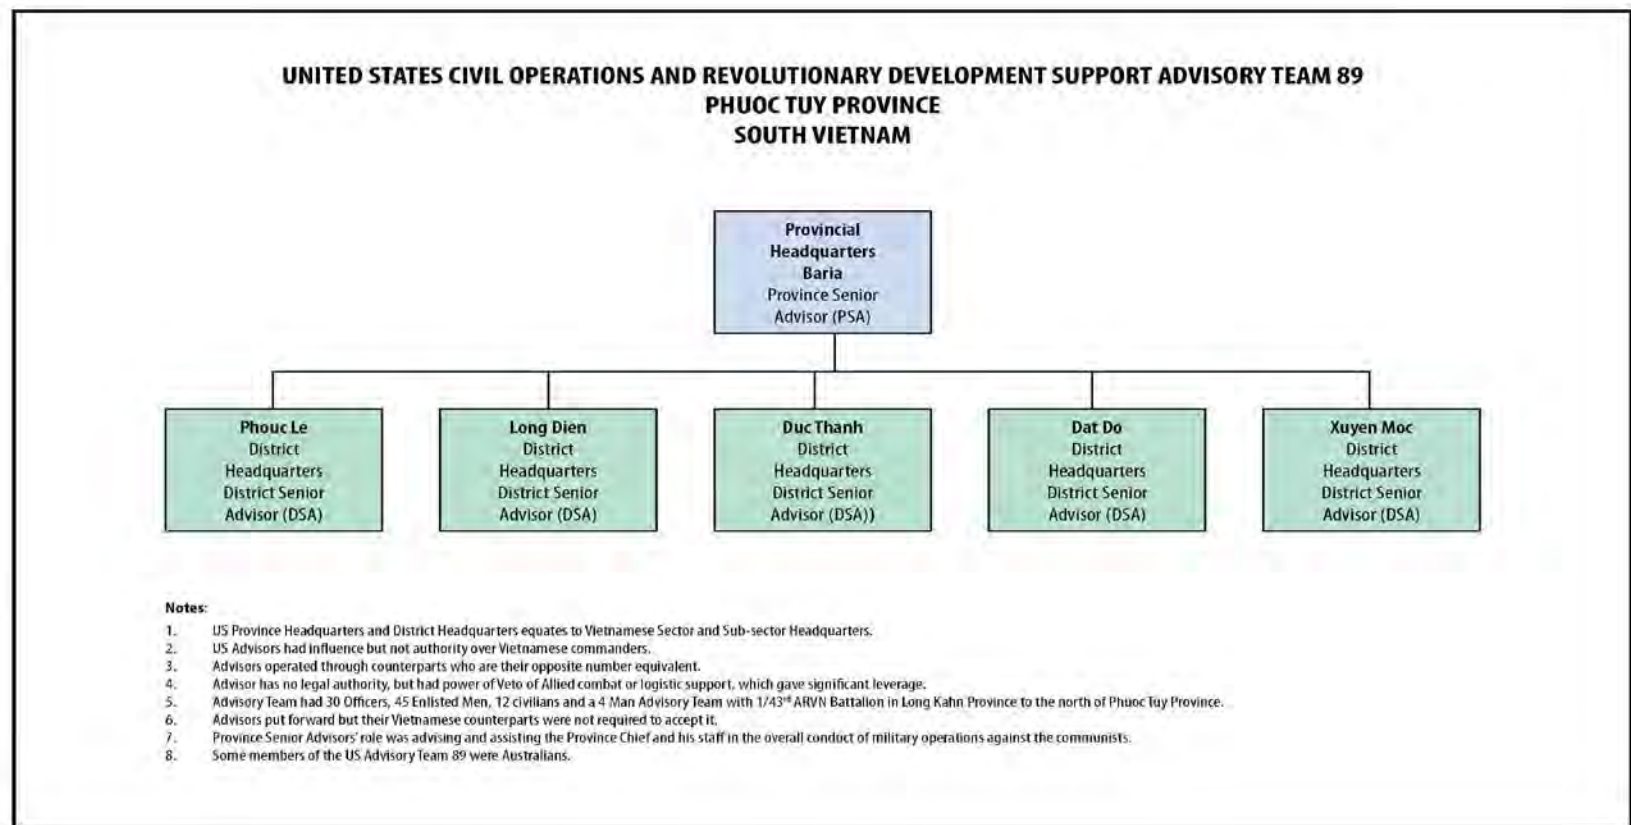 UNITED STATES CIVIL OPERATIONS AND REVOLUTIONARY DEVELOPMENT SUPPORT ADVISORY TEAM 89
PHUOC TUY PROVINCE
SOUTH VIETNAM
Provincial
Headquarters
Baria
Province Senior
Advisor (PSA)
Phouc Le
District
Headquarters
District Senior
Advisor (DSA)
Long Dien
District
Headquarters
District Senior
Advisor (DSA)
Duc Thanh
District
Headquarters
District Senior
Advisor (DSA))
Dat Do
District
Headquarters
District Senior
Advisor (DSA)
Xuyen Moc
District
Headquarters
District Senior
Advisor (DSA)
Notes:
1. US Province Headquarters and District Headquarters equates to Vietnamese Sector and Sub-sector Headquarters.
2. US Advisors had influence but not authority over Vietnamese commanders.
3. Advisors operated through counterparts who are their opposite number equivalent.
4. Advisor has no legal authority, but had power of Veto of Allied combat or logistic support, which gave significant leverage.
5. Advisory Team had 30 Officers, 45 Enlisted Men, 12 civilians and a 4 Man Advisory Team with 1/43rd ARVN Battalion in Long Kahn Province to the north of Phuoc Tuy Province.
6. Advisors put forward but their Vietnamese counterparts were not required to accept it.
7. Province Senior Advisors' role was advising and assisting the Province Chief and his staff in the overall conduct of military operations against the communists.
8. Some members of the US Advisory Team 89 were Australians.